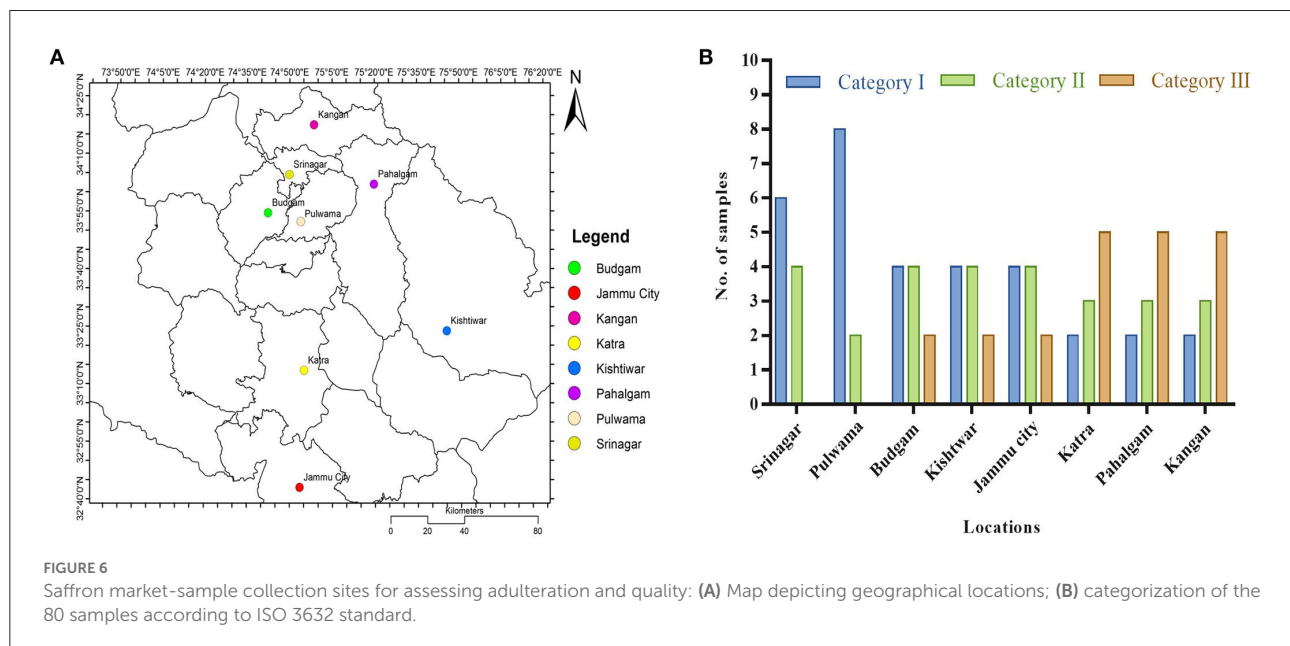 A
73°50'0"E 74°5'0"E 74°20'0"E 74°35'0"E 74°50'0"E 75°5'0"E 75°20'0"E 75°35'0"E 75°50'0"E 76°5'0"E 76°20'0"E
N
34°25'0"N
34°10'0"N
33°55'0"N
33°40'0"N
33°25'0"N
33°10'0"N
32°55'0"N
32°40'0"N
Kangan
Srinagar
Pahalgam
Budgam
Pulwama
Kishtiwar
Katra
Jammu City
Kilometers
0 20 40 80
Legend
Budgam
Jammu City
Kangan
Katra
Kishtiwar
Pahalgam
Pulwama
Srinagar
B
Category I Category II Category III
No. of samples
10
9
8
7
6
5
4
3
2
1
0
Srinagar
Pulwama
Budgam
Kishtwar
Jammu city
Katra
Pahalgam
Kangan
Locations
FIGURE 6
Saffron market-sample collection sites for assessing adulteration and quality: (A) Map depicting geographical locations; (B) categorization of the
80 samples according to ISO 3632 standard.